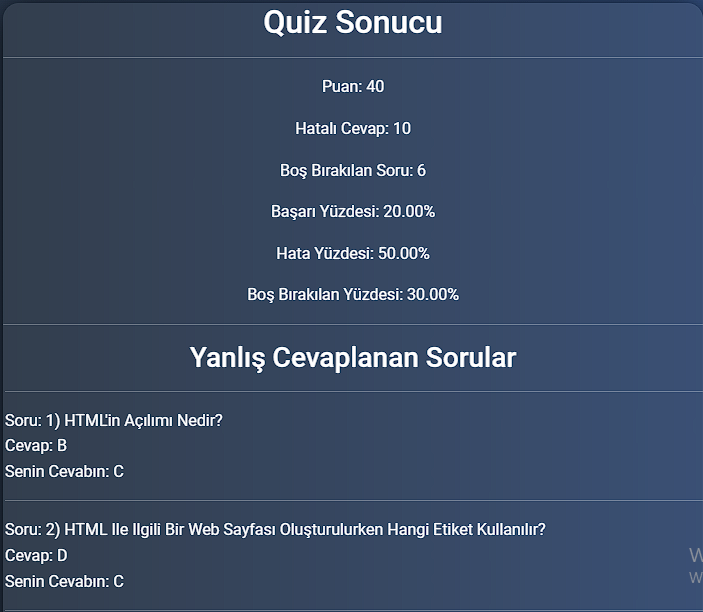 Quiz Sonucu
Puan: 40
Hatalı Cevap: 10
Boş Bırakılan Soru: 6
Başarı Yüzdesi: 20.00%
Hata Yüzdesi: 50.00%
Boş Bırakılan Yüzdesi: 30.00%
Yanlış Cevaplanan Sorular
Soru: 1) HTML'in Açılımı Nedir?
Cevap: B
Senin Cevabın: C
Soru: 2) HTML Ile Ilgili Bir Web Sayfası Oluşturulurken Hangi Etiket Kullanılır?
Cevap: D
Senin Cevabın: C